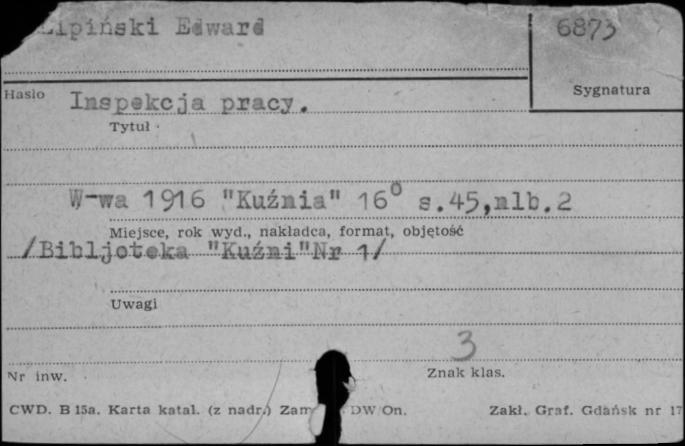 Lipiński Edward
6873
Sygnatura
Hasło
Inspekcja pracy.
Tytuł
W-wa 1916 "Kuźnia" 16° s.45,nlb.2
Miejsce, rok wyd., nakładca, format, objętość
/Bibljoteka "Kuźni"Nr 1/
Uwagi
3
Nr inw.
Znak klas.
CWD. B 15a. Karta katal. (z nadr.) Zam DW/On.
Zakł. Graf. Gdańsk nr 17